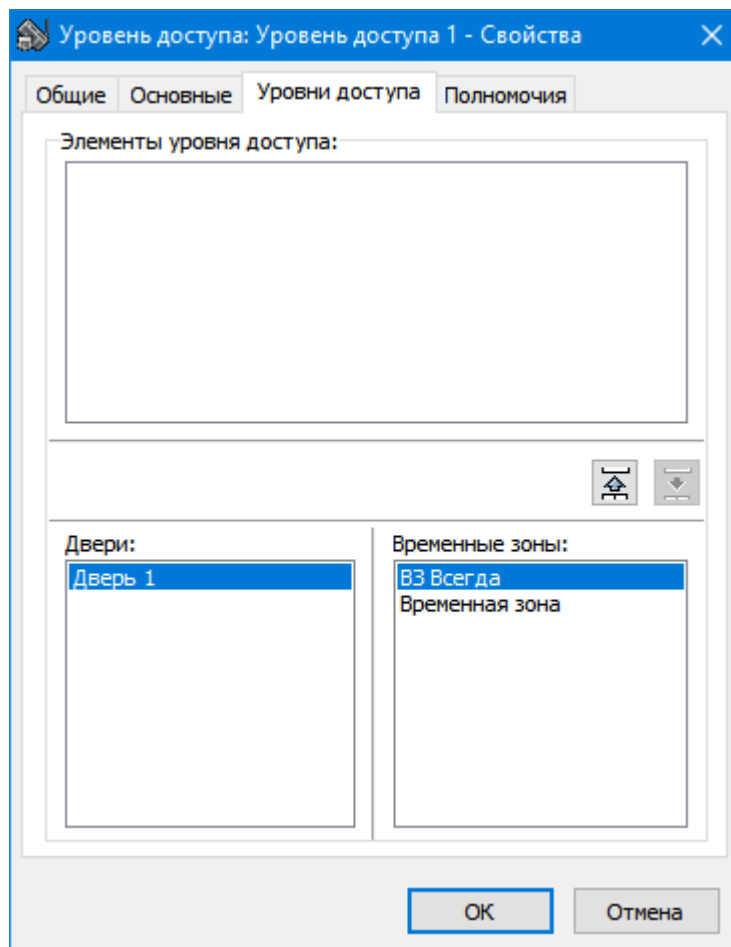 Уровень доступа: Уровень доступа 1 - Свойства
Общие Основные Уровни доступа Полномочия
Элементы уровня доступа:
Двери:
Дверь 1
Временные зоны:
ВЗ Всегда
Временная зона
ОК Отмена